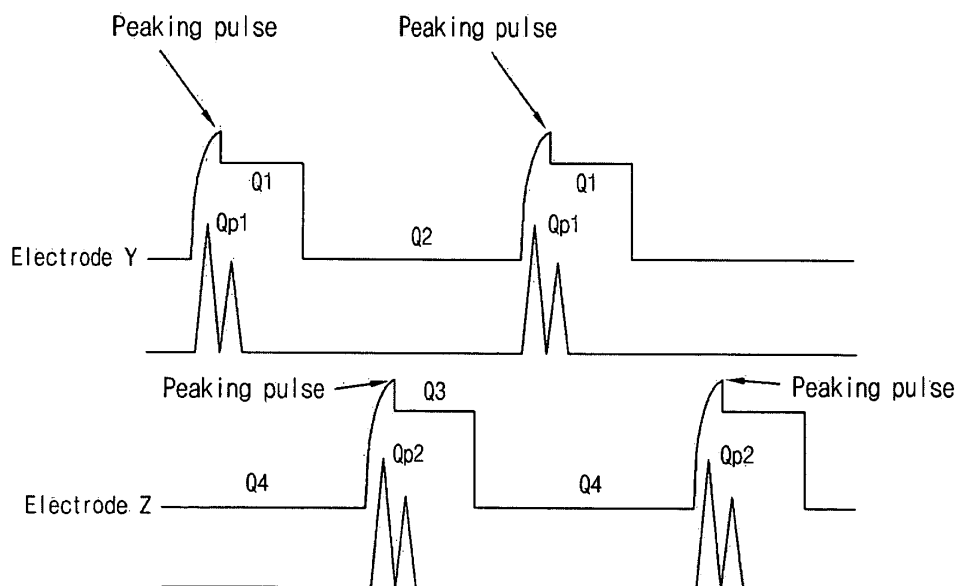 Peaking pulse Peaking pulse
Q1 Q1
Qp1 Qp1
Q2
Electrode Y
Peaking pulse Q3 Peaking pulse
Qp2 Qp2
Q4 Q4
Electrode Z